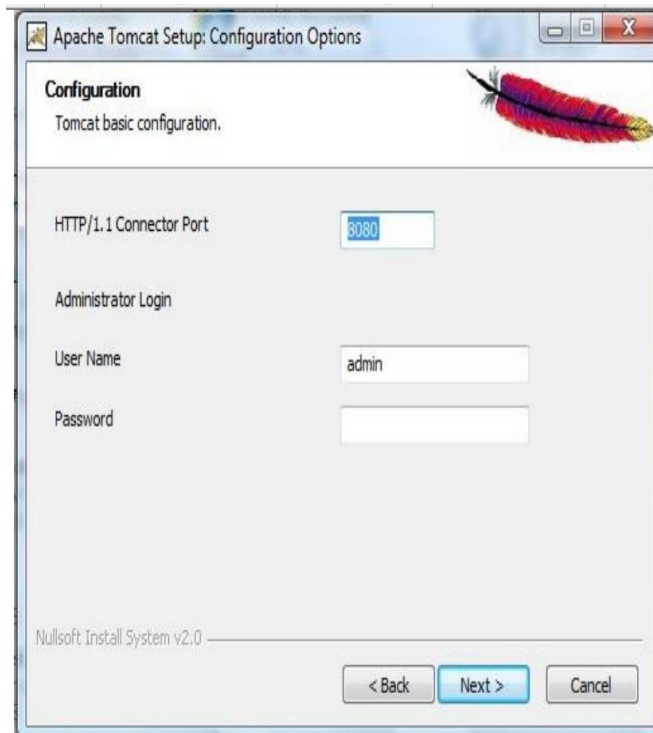 Apache Tomcat Setup: Configuration Options
Configuration
Tomcat basic configuration.
HTTP/1.1 Connector Port
8080
Administrator Login
User Name
admin
Password
Nullsoft Install System v2.0
< Back
Next >
Cancel